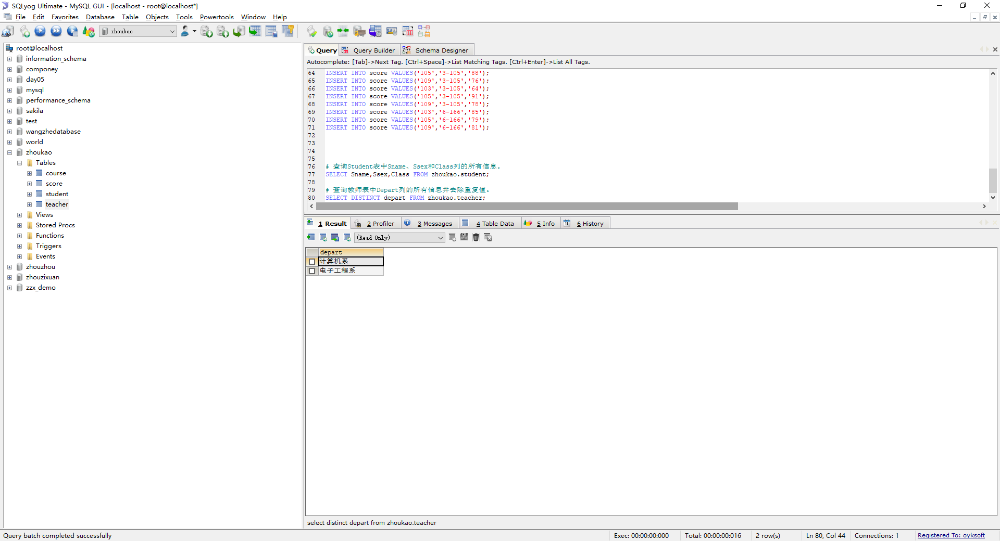 SQLyog Ultimate - MySQL GUI - [localhost - root@localhost*]
File Edit Favorites Database Table Objects Tools Powertools Window Help
zhoukao
root@localhost
information_schema
componey
day05
mysql
performance_schema
sakila
test
wangzhedatabase
world
zhoukao
Tables
course
score
student
teacher
Views
Stored Procs
Functions
Triggers
Events
zhouzhou
zhouzixuan
zzx_demo
Query Query Builder Schema Designer
Autocomplete: [Tab]->Next Tag. [Ctrl+Space]->List Matching Tags. [Ctrl+Enter]->List All Tags.
64 INSERT INTO score VALUES('105','3-105','88');
65 INSERT INTO score VALUES('109','3-105','76');
66 INSERT INTO score VALUES('103','3-105','64');
67 INSERT INTO score VALUES('105','3-105','91');
68 INSERT INTO score VALUES('109','3-105','78');
69 INSERT INTO score VALUES('103','6-166','85');
70 INSERT INTO score VALUES('105','6-166','79');
71 INSERT INTO score VALUES('109','6-166','81');
72
73
74
75
76 # 查询Student表中Sname、Ssex和Class列的所有信息。
77 SELECT Sname,Ssex,Class FROM zhoukao.student;
78
79 # 查询教师表中Depart列的所有信息并去除重复值。
80 SELECT DISTINCT depart FROM zhoukao.teacher;
1 Result 2 Profiler 3 Messages 4 Table Data 5 Info 6 History
(Read Only)
depart
计算机系
电子工程系
select distinct depart from zhoukao.teacher
Query batch completed successfully Exec: 00:00:00:000 Total: 00:00:00:016 2 row(s) Ln 80, Col 44 Connections: 1 Registered To: ovksoft